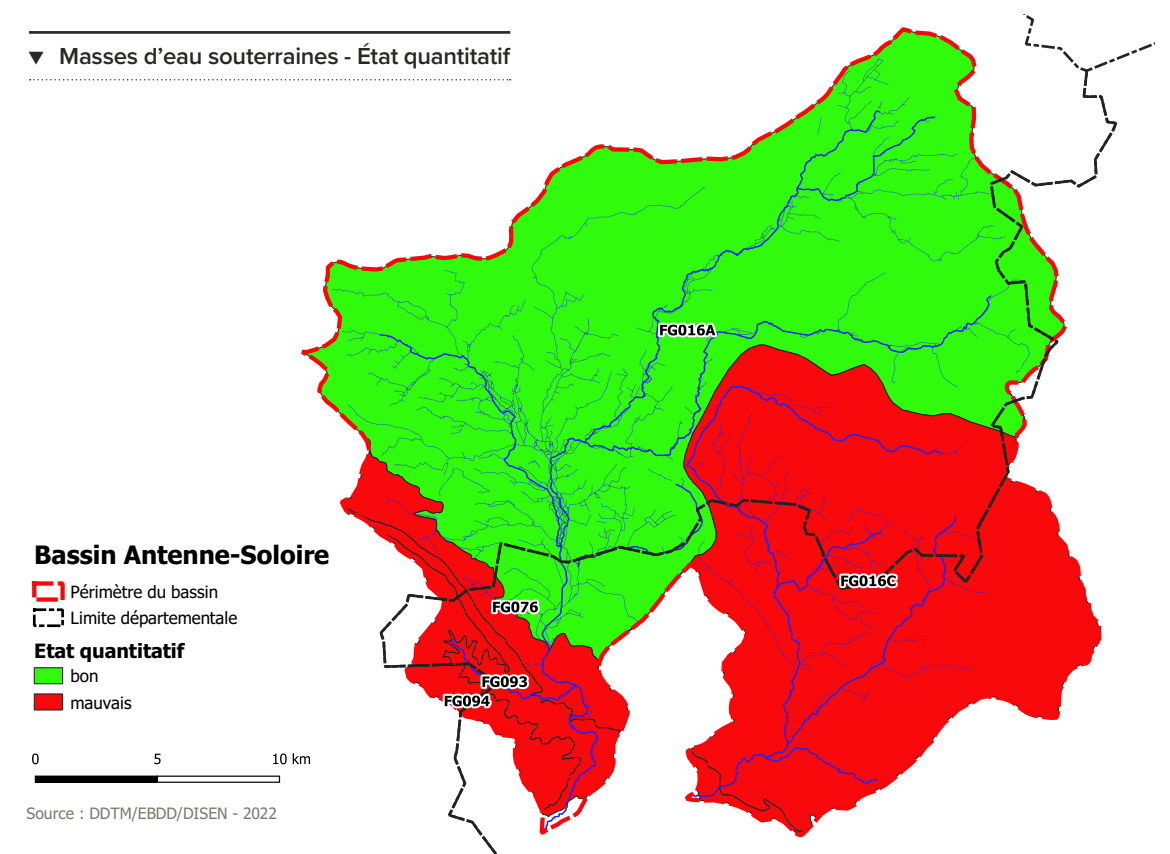 ▼ Masses d'eau souterraines - État quantitatif
FG016A
FG016C
FG076
FG093
FG094
Bassin Antenne-Soloire
Périmètre du bassin
Limite départementale
Etat quantitatif
bon
mauvais
0 5 10 km
Source : DDTM/EBDD/DISEN - 2022